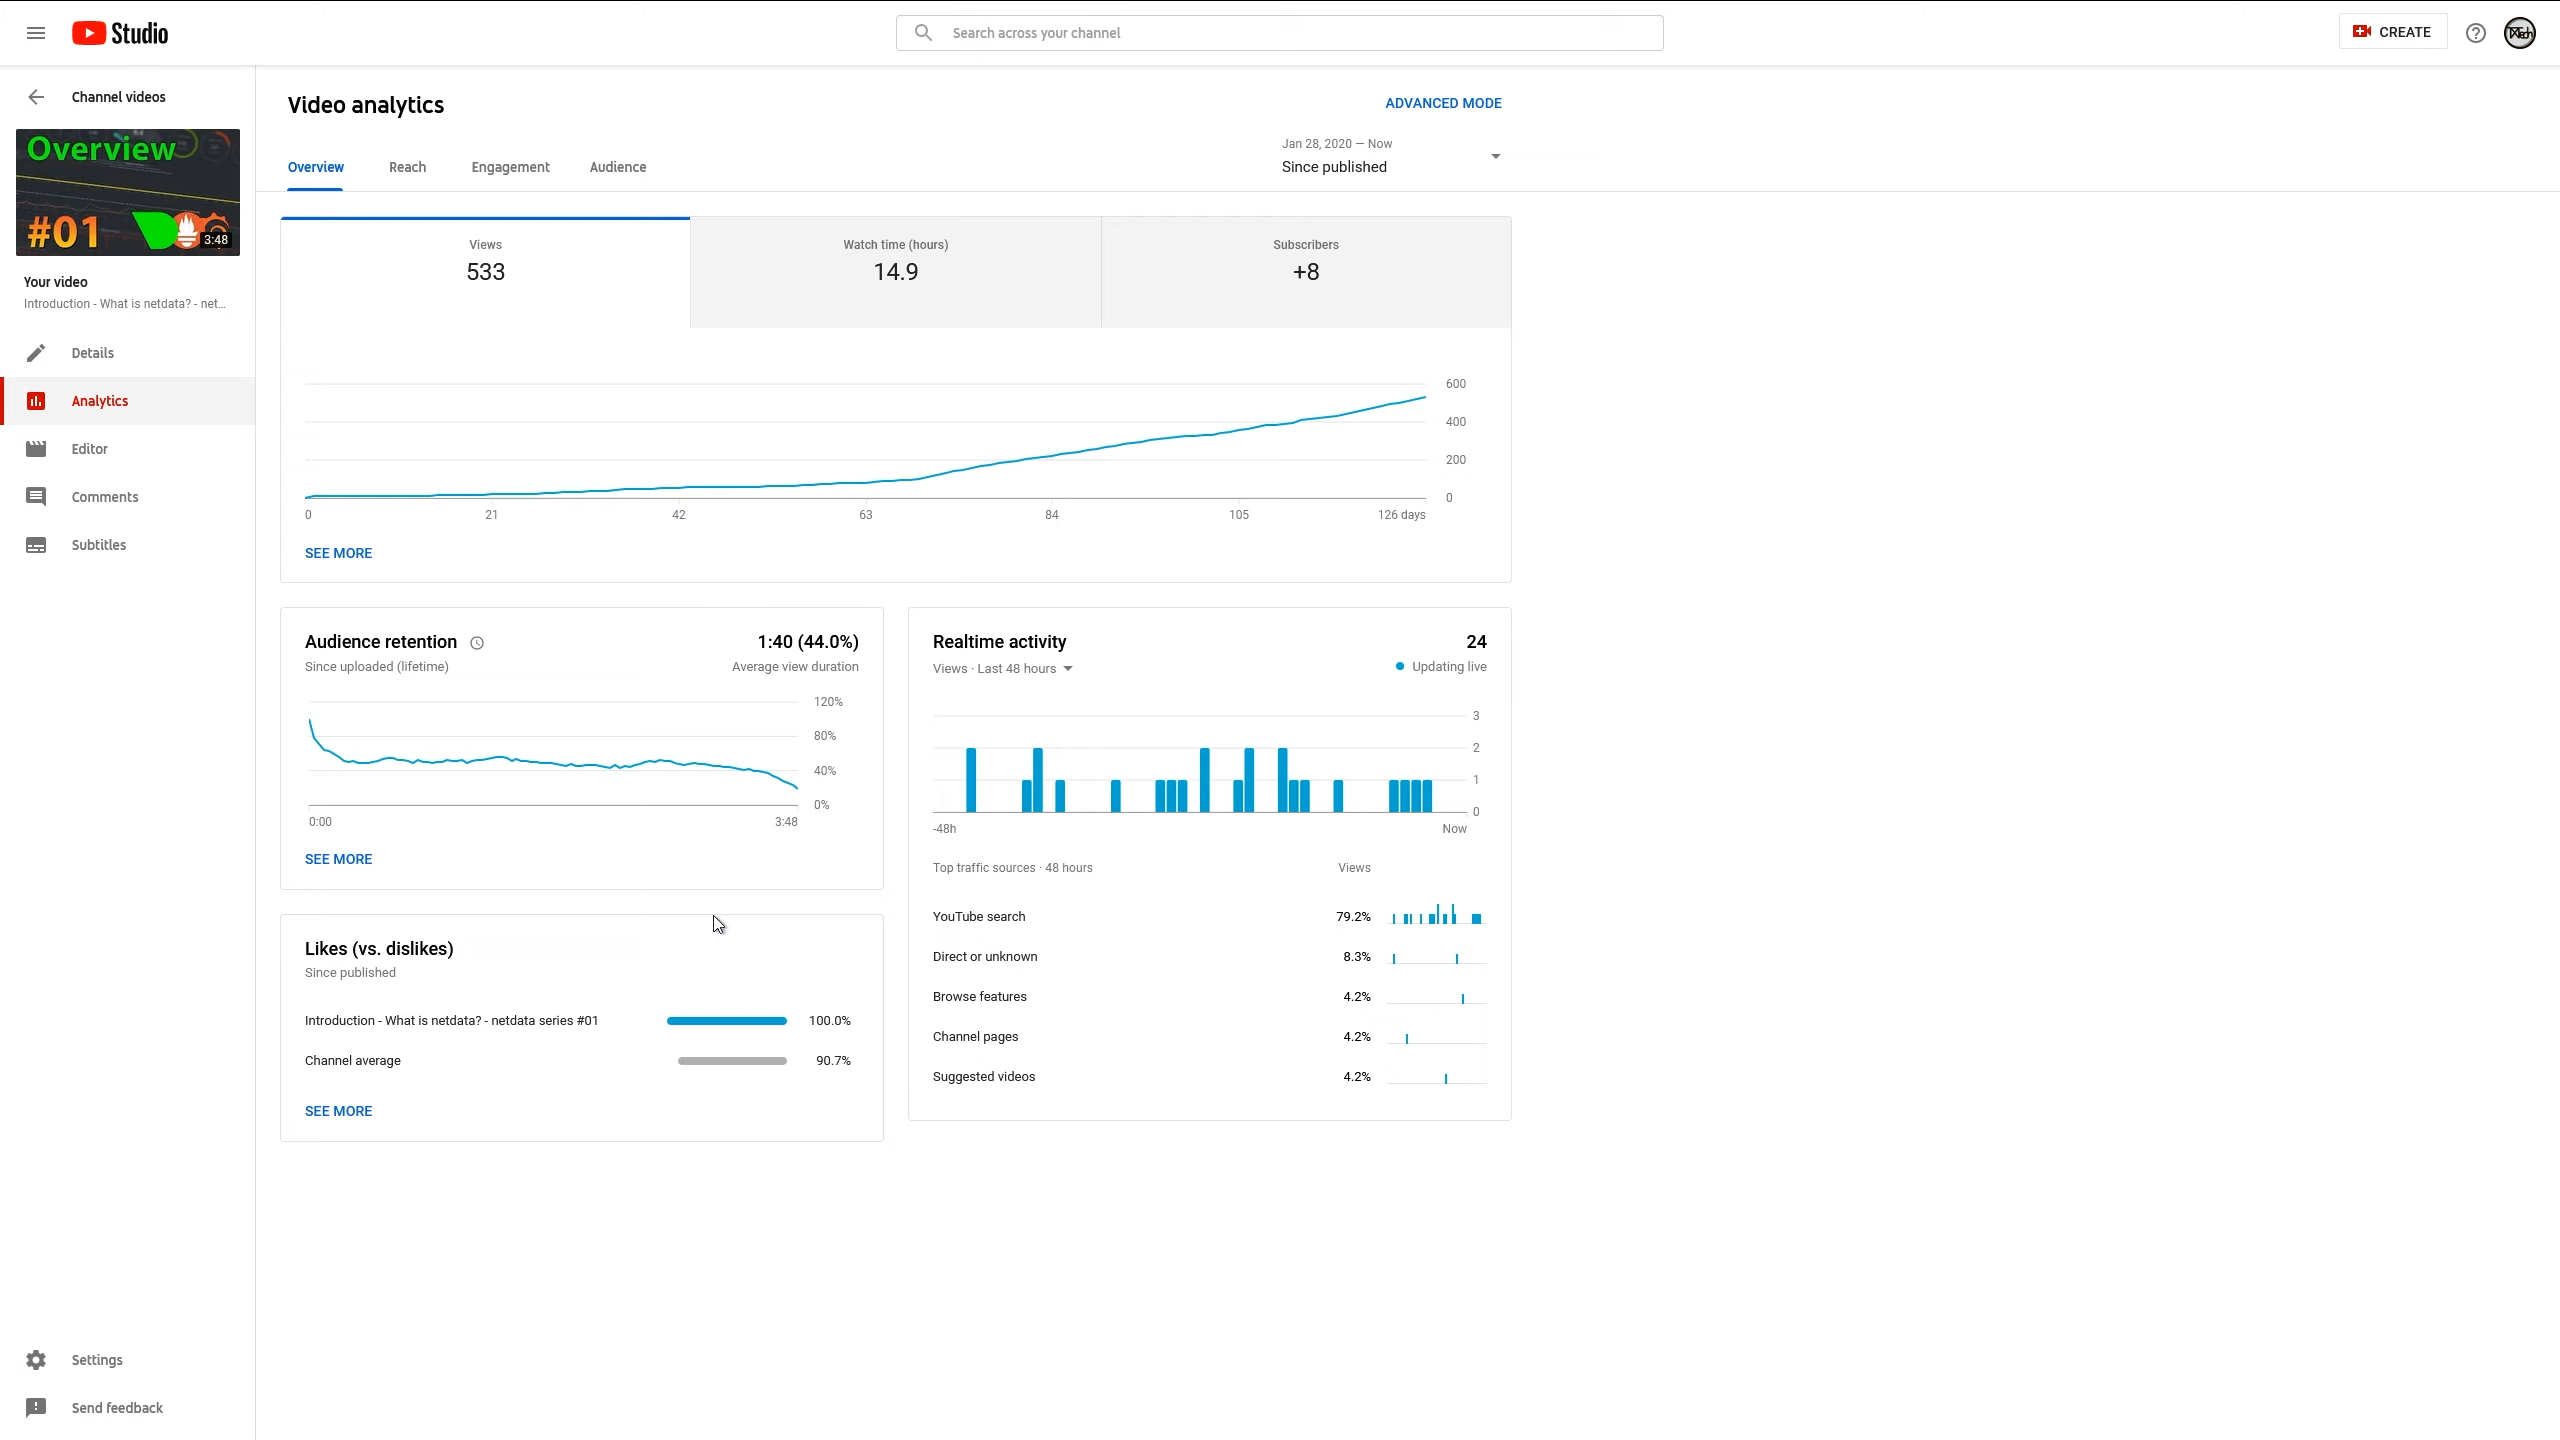 Studio
Search across your channel
CREATE
Channel videos
Overview
#01
3:48
Your video
Introduction - What is netdata? - net...
Details
Analytics
Editor
Comments
Subtitles
Settings
Send feedback
Video analytics
ADVANCED MODE
Overview Reach Engagement Audience
Jan 28, 2020 – Now
Since published
Views
533
Watch time (hours)
14.9
Subscribers
+8
600
400
200
0
0 21 42 63 84 105 126 days
SEE MORE
Audience retention
1:40 (44.0%)
Since uploaded (lifetime)
Average view duration
120%
80%
40%
0%
0:00 3:48
SEE MORE
Likes (vs. dislikes)
Since published
Introduction - What is netdata? - netdata series #01 100.0%
Channel average 90.7%
SEE MORE
Realtime activity 24
Views · Last 48 hours
Updating live
3
2
1
0
-48h Now
Top traffic sources · 48 hours Views
YouTube search 79.2%
Direct or unknown 8.3%
Browse features 4.2%
Channel pages 4.2%
Suggested videos 4.2%